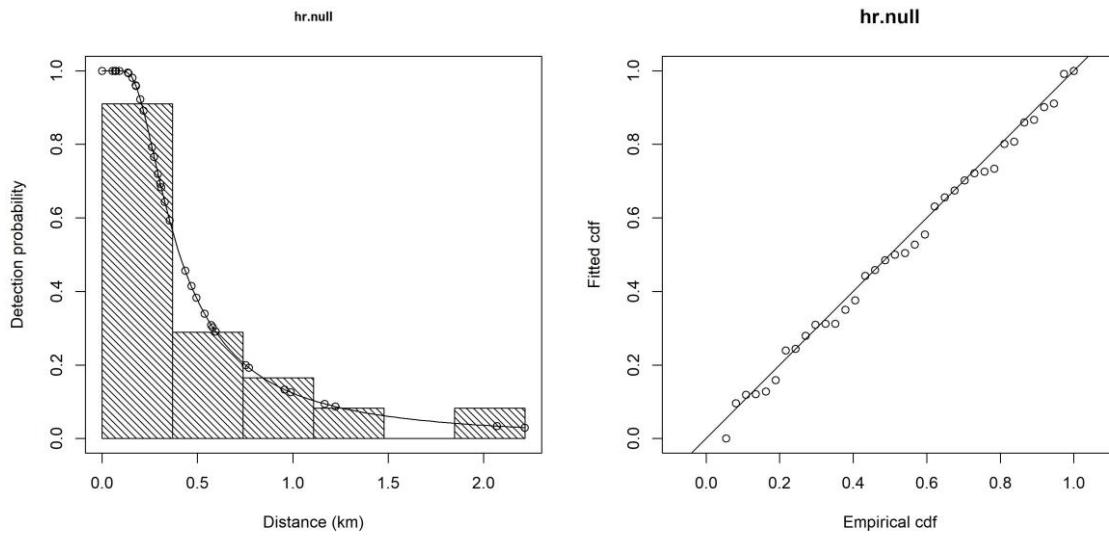 hr.null
Detection probability
1.0
0.8
0.6
0.4
0.2
0.0
0.0 0.5 1.0 1.5 2.0
Distance (km)
hr.null
Fitted cdf
1.0
0.8
0.6
0.4
0.2
0.0
0.0 0.2 0.4 0.6 0.8 1.0
Empirical cdf